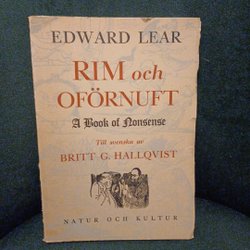 EDWARD LEAR
RIM och
OFÖRNUFT
A Book of Nonsense
Till svenska av
BRITT G. HALLQVIST
NATUR OCH KULTUR